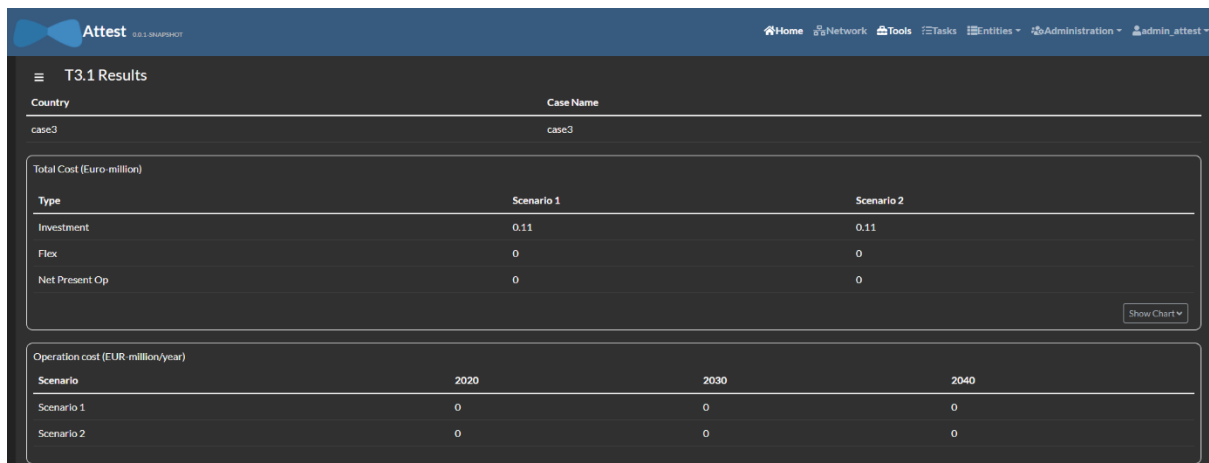 Attest 0.0.1-SNAPSHOT Home Network Tools Tasks Entities Administration admin_attest
T3.1 Results
Country Case Name
case3 case3
Total Cost (Euro-million)
Type Scenario 1 Scenario 2
Investment 0.11 0.11
Flex 0 0
Net Present Op 0 0
Show Chart
Operation cost (EUR-million/year)
Scenario 2020 2030 2040
Scenario 1 0 0 0
Scenario 2 0 0 0